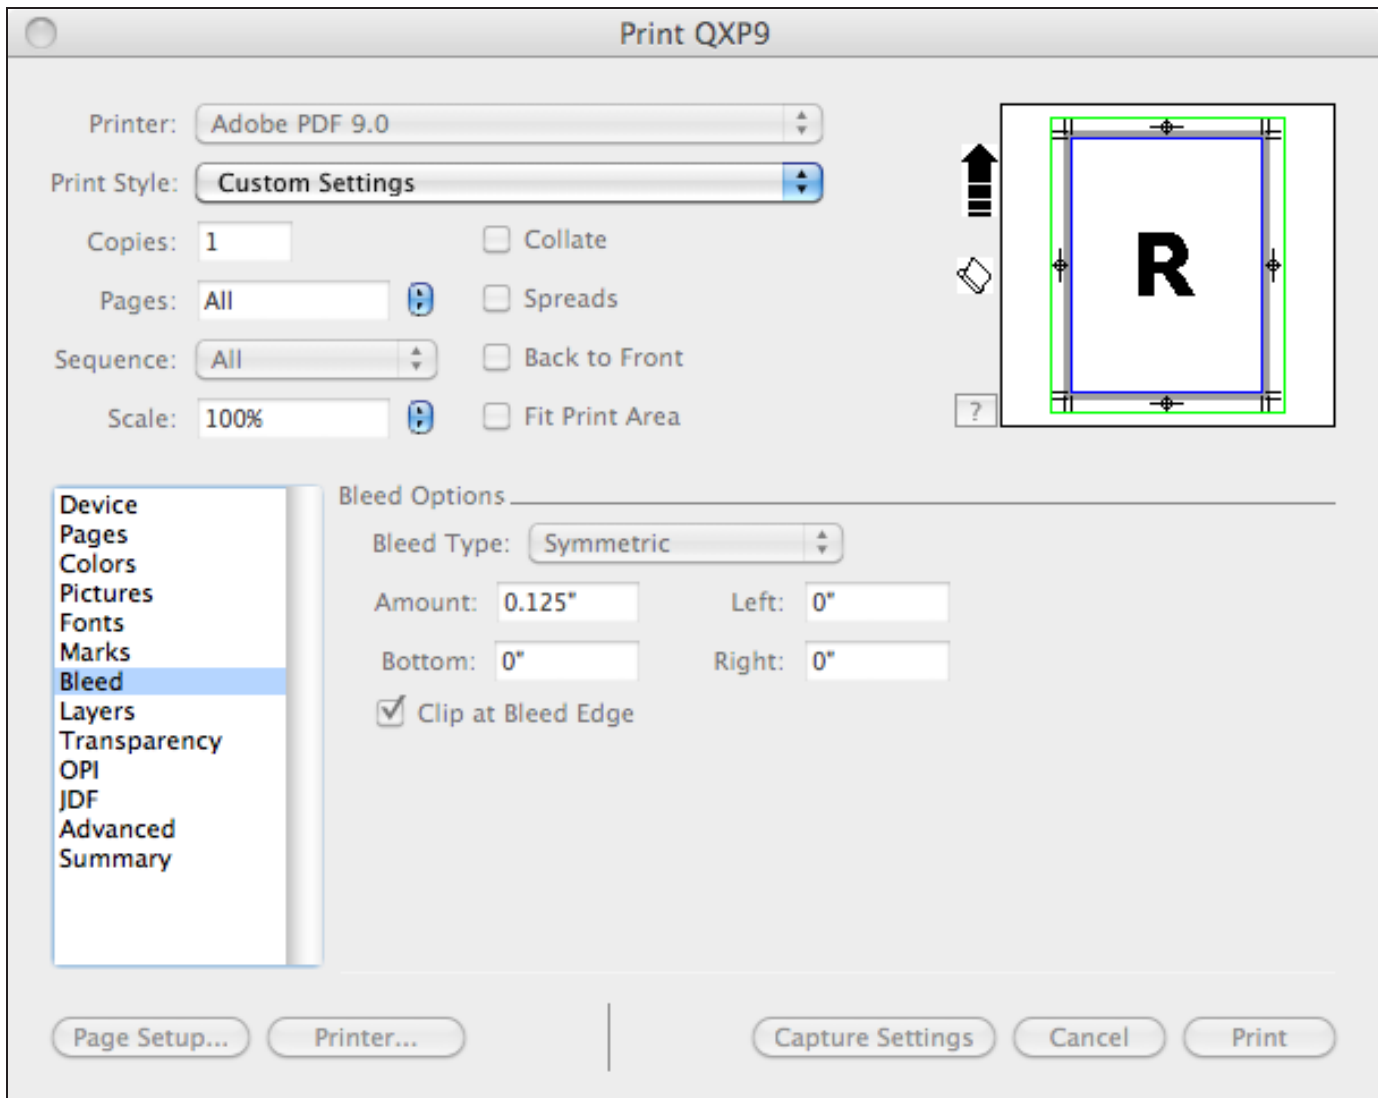 Print QXP9
Printer: Adobe PDF 9.0
Print Style: Custom Settings
Copies: 1 Collate
Pages: All Spreads
Sequence: All Back to Front
Scale: 100% Fit Print Area
R
?
Device
Pages
Colors
Pictures
Fonts
Marks
Bleed
Layers
Transparency
OPI
JDF
Advanced
Summary
Bleed Options
Bleed Type: Symmetric
Amount: 0.125" Left: 0"
Bottom: 0" Right: 0"
Clip at Bleed Edge
Page Setup... Printer... Capture Settings Cancel Print